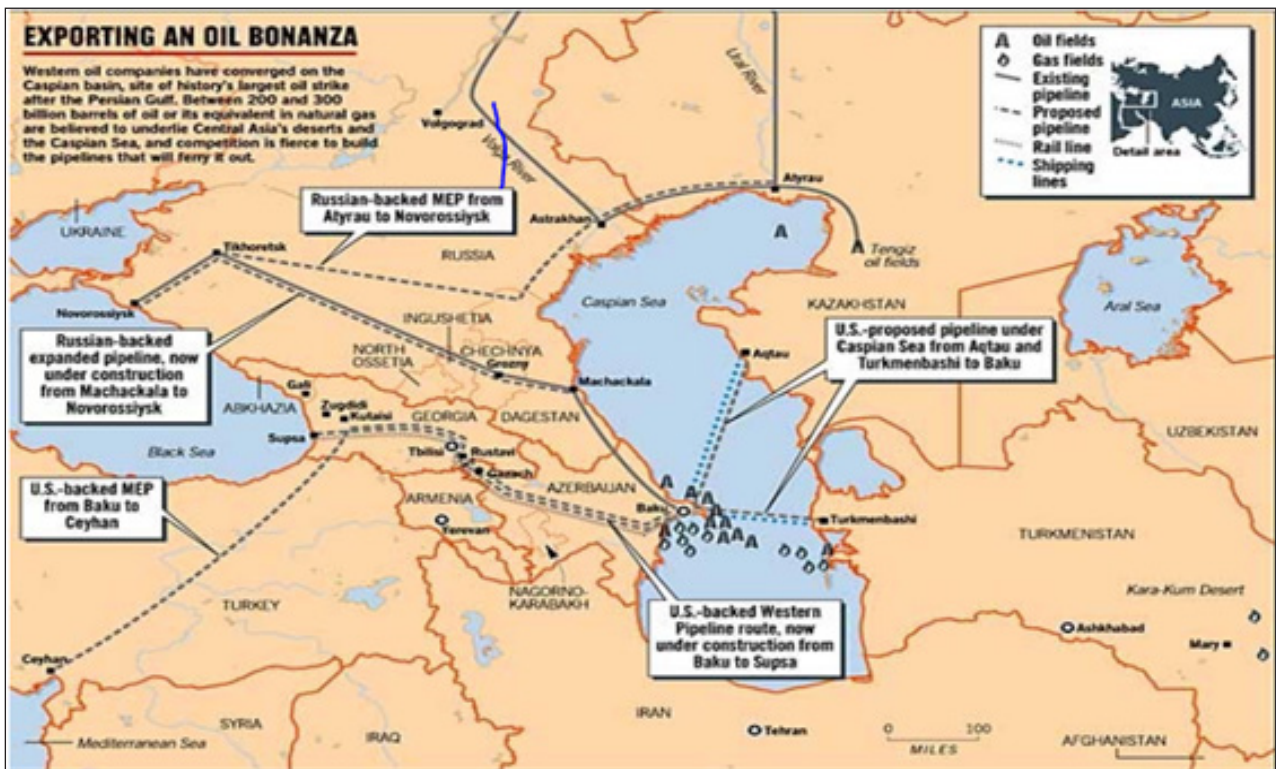 EXPORTING AN OIL BONANZA
Western oil companies have converged on the
Caspian basin, site of history's largest oil strike
after the Persian Gulf. Between 200 and 300
billion barrels of oil or its equivalent in natural gas
are believed to underlie Central Asia's deserts and
the Caspian Sea, and competition is fierce to build
the pipelines that will ferry it out.
Oil fields
Gas fields
Existing
pipeline
Proposed
pipeline
Rail line
Shipping
lines
ASIA
Detail area
Ural River
Volgograd
Volga River
Atyrau
Russian-backed MEP from
Atyrau to Novorossiysk
Astrakhan
UKRAINE
Tikhoretsk
RUSSIA
Tengiz
oil fields
Caspian Sea
KAZAKHSTAN
Aral Sea
Novorossiysk
INGUSHETIA
U.S.-proposed pipeline under
Caspian Sea from Aqtau and
Turkmenbashi to Baku
Russian-backed
expanded pipeline, now
under construction
from Machackala to
Novorossiysk
NORTH
OSSETIA
CHECHNYA
Grozny
Aqtau
Machackala
Gali
ABKHAZIA
Zugdidi
Kutaisi
GEORGIA
DAGESTAN
UZBEKISTAN
Supsa
Black Sea
Tbilisi
Rustavi
Gazach
AZERBAIJAN
U.S.-backed MEP
from Baku to
Ceyhan
ARMENIA
Yerevan
Baku
Turkmenbashi
TURKMENISTAN
NAGORNO-
KARABAKH
Kara-Kum Desert
TURKEY
U.S.-backed Western
Pipeline route, now
under construction from
Baku to Supsa
Ashkhabad
Mary
Ceyhan
IRAN
SYRIA
IRAQ
Tehran
0 100
MILES
Mediterranean Sea
AFGHANISTAN